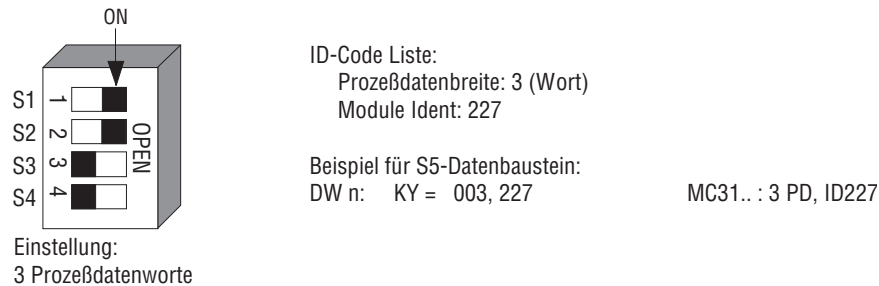 ON
S1 1
S2 2
S3 3
S4 4
OPEN
Einstellung:
3 Prozeßdatenworte
ID-Code Liste:
Prozeßdatenbreite: 3 (Wort)
Module Ident: 227
Beispiel für S5-Datenbaustein:
DW n: KY = 003, 227 MC31.. : 3 PD, ID227